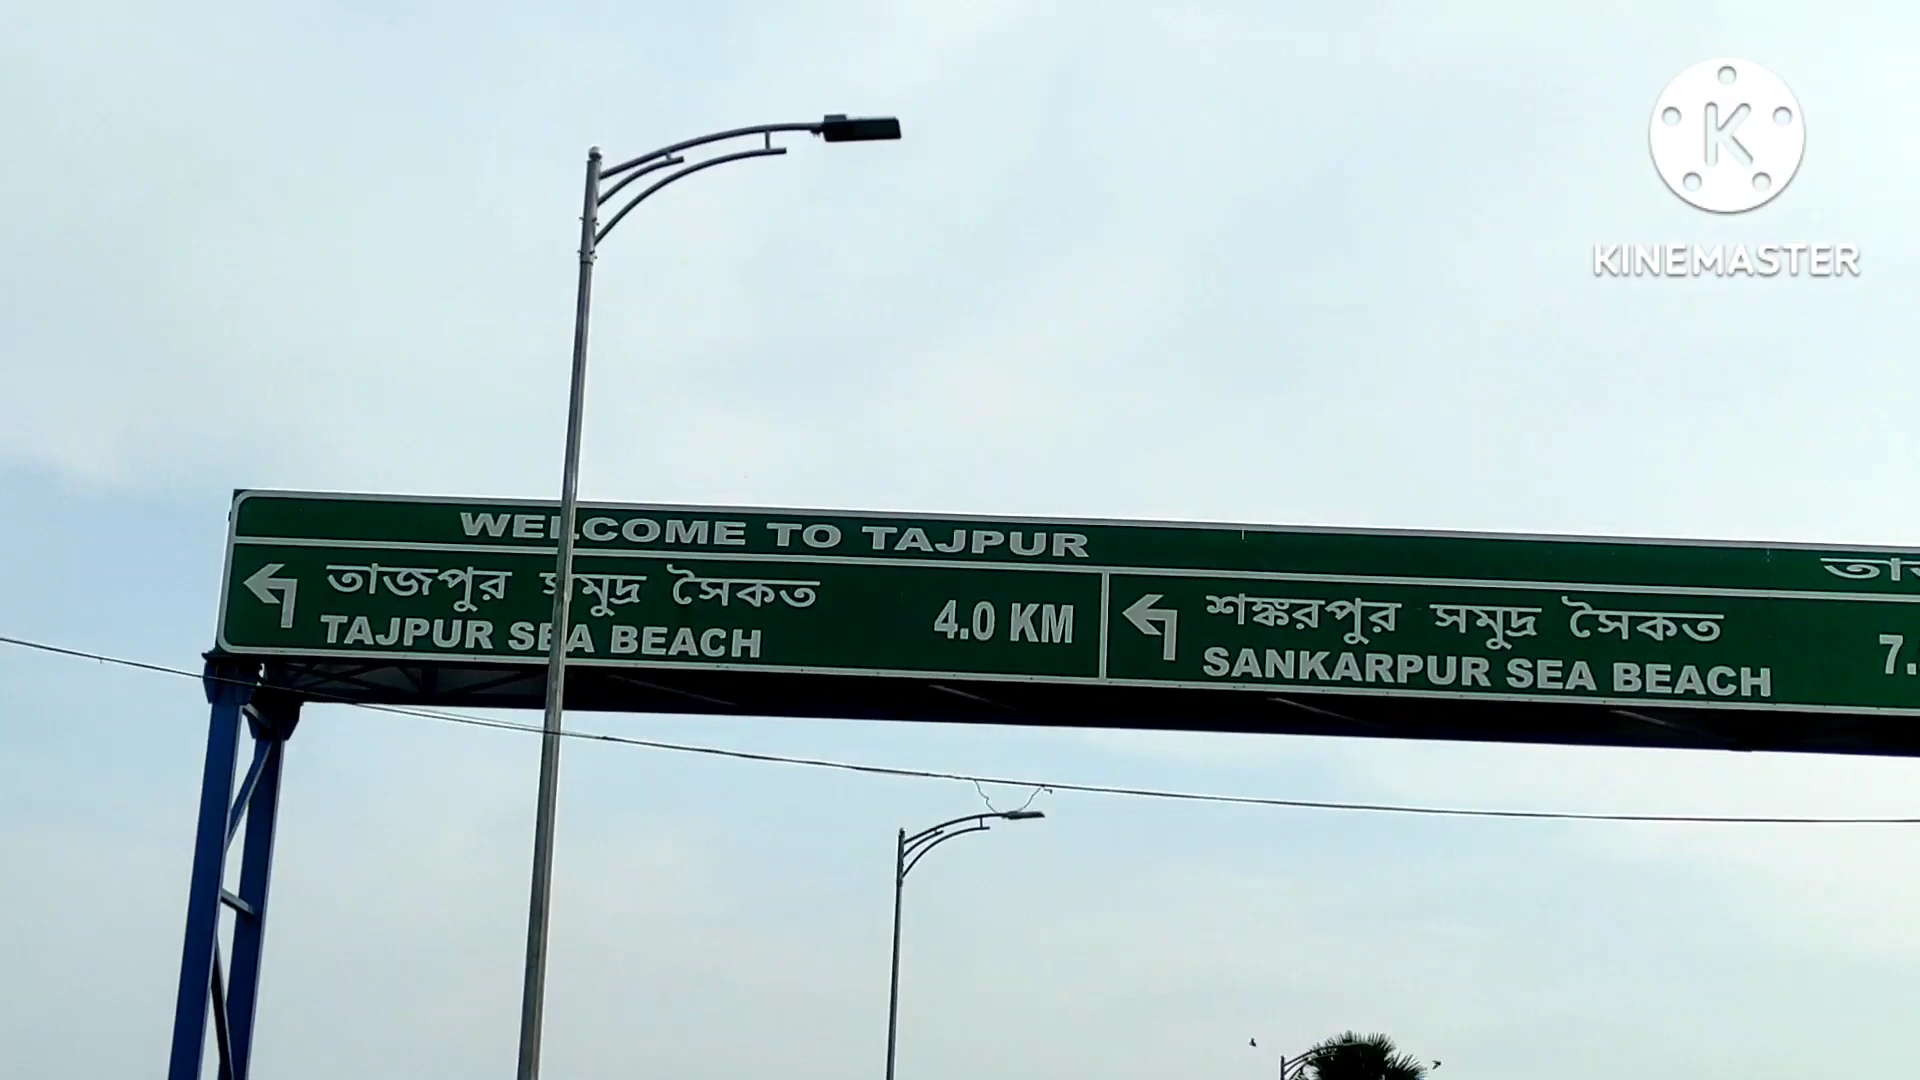 K
KINEMASTER
WELCOME TO TAJPUR
তাজপুর সমুদ্র সৈকত
TAJPUR SEA BEACH
4.0 KM
শঙ্করপুর সমুদ্র সৈকত
SANKARPUR SEA BEACH
7.